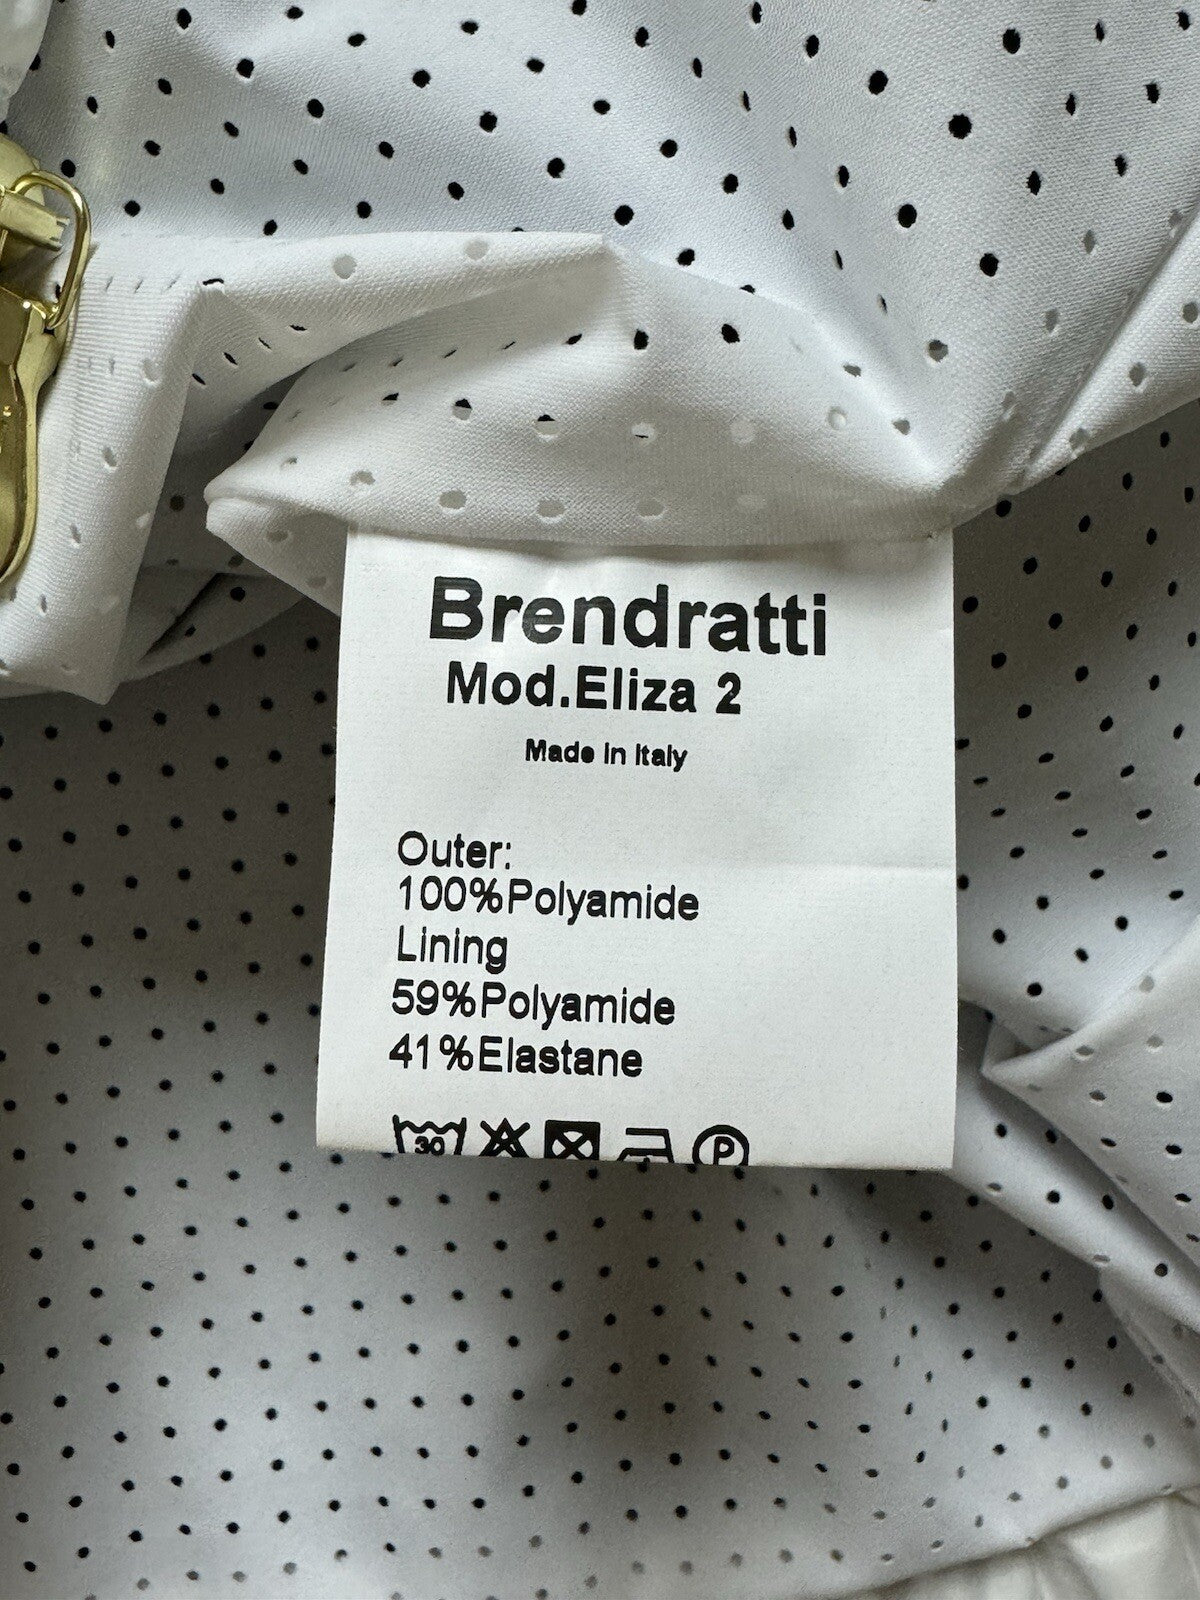 Brendratti
Mod.Eliza 2
Made in Italy
Outer:
100%Polyamide
Lining
59%Polyamide
41%Elastane
30
P